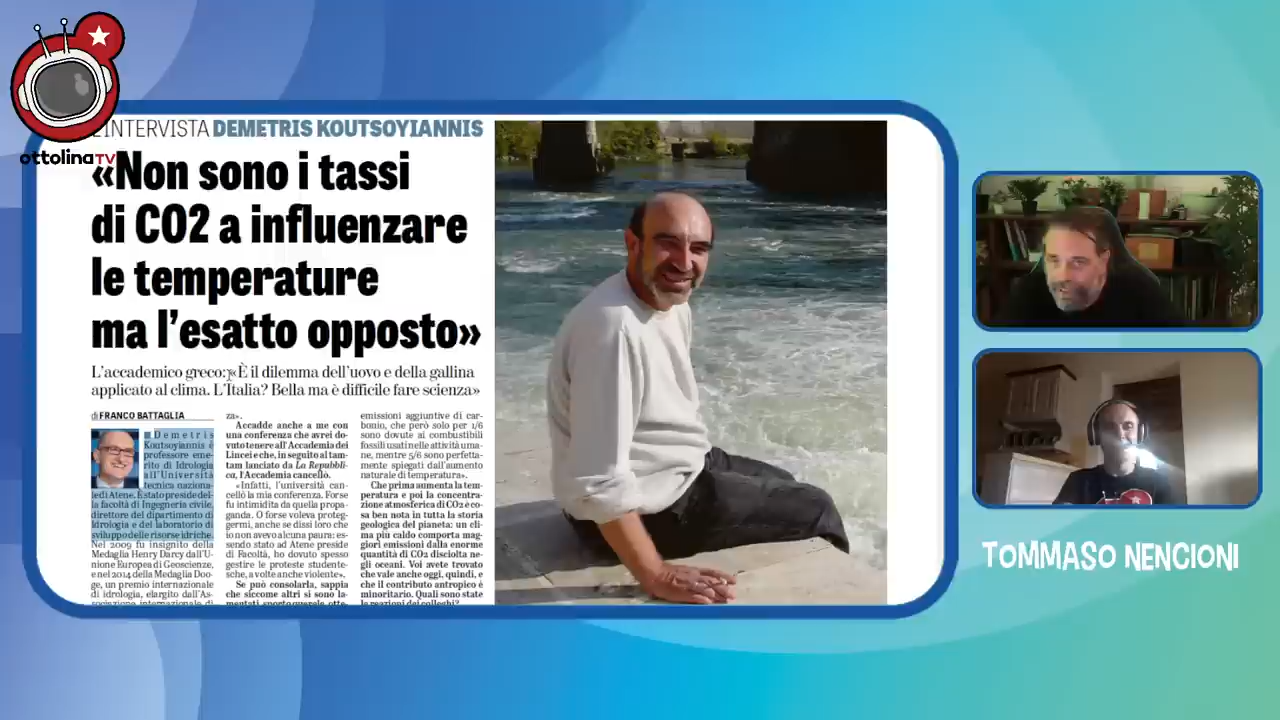 ottolinaTV
L'INTERVISTA DEMETRIS KOUTSOYIANNIS
«Non sono i tassi
di CO2 a influenzare
le temperature
ma l'esatto opposto»
L'accademico greco: «È il dilemma dell'uovo e della gallina
applicato al clima. L'Italia? Bella ma è difficile fare scienza»
di FRANCO BATTAGLIA
Demetris
Koutsoyiannis è
professore eme-
rito di Idrologia
all'Università
tecnica naziona-
le di Atene. È stato preside del-
la facoltà di Ingegneria civile,
direttore del dipartimento di
Idrologia e del laboratorio di
sviluppo delle risorse idriche.
Nel 2009 fu insignito della
Medaglia Henry Darcy dall'U-
nione Europea di Geoscienze,
e nel 2014 della Medaglia Doo-
ge, un premio internazionale
di idrologia, elargito dall'As-
sociazione internazionale di
za».
Accade anche a me con
una conferenza che avrei do-
vuto tenere all'Accademia dei
Lincei e che, in seguito al tam-
tam lanciato da La Repubbli-
ca, l'Accademia cancellò.
«Infatti, l'università can-
cellò la mia conferenza. Forse
fu intimidata da quella propa-
ganda. O forse voleva proteg-
germi, anche se dissi loro che
io non avevo alcuna paura: es-
sendo stato ad Atene preside
di Facoltà, ho dovuto spesso
gestire le proteste studente-
sche, a volte anche violente».
Se può consolarla, sappia
che siccome altri si sono la-
emissioni aggiuntive di car-
bonio, che però solo per 1/6
sono dovute ai combustibili
fossili usati nelle attività uma-
ne, mentre 5/6 sono perfetta-
mente spiegati dall'aumento
naturale di temperatura».
Che prima aumenta la tem-
peratura e poi la concentra-
zione atmosferica di CO2 è co-
sa ben nota in tutta la storia
geologica del pianeta: un cli-
ma più caldo comporta mag-
giori emissioni dalla enorme
quantità di CO2 disciolta ne-
gli oceani. Voi avete trovato
che vale anche oggi, quindi, e
che il contributo antropico è
minoritario. Quali sono state
le reazioni dei colleghi?
TOMMASO NENCIONI